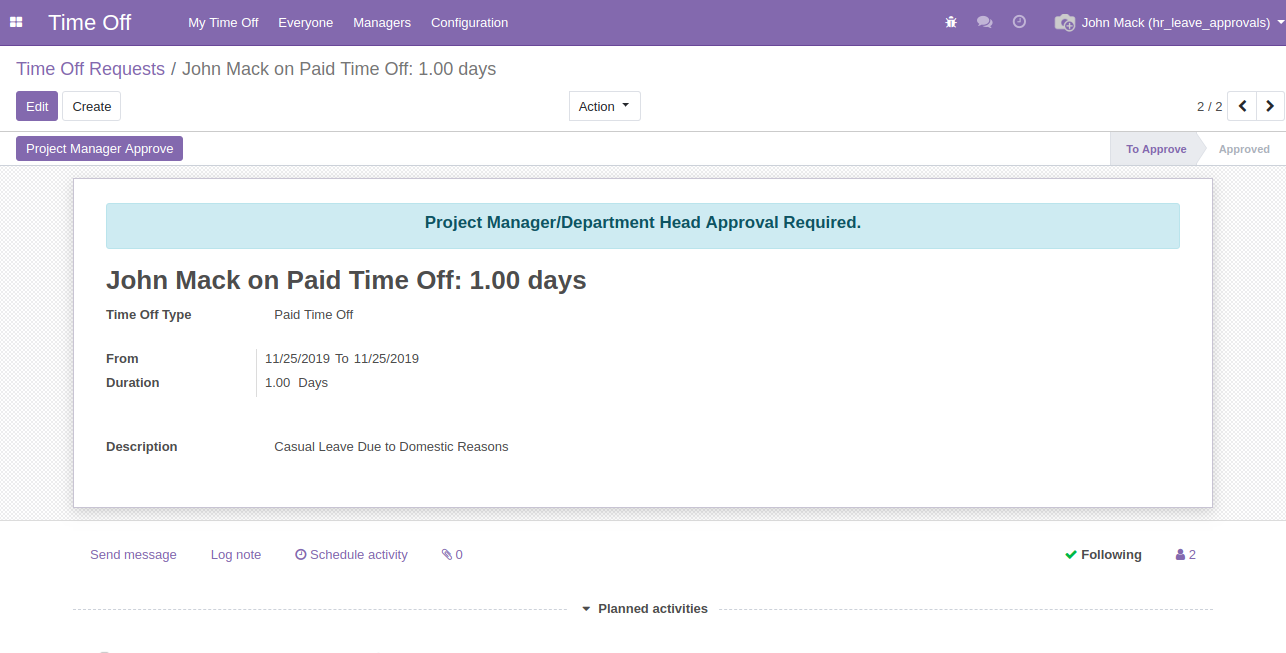 Time Off My Time Off Everyone Managers Configuration John Mack (hr_leave_approvals)
Time Off Requests / John Mack on Paid Time Off: 1.00 days
Edit Create Action 2 / 2
Project Manager Approve To Approve Approved
Project Manager/Department Head Approval Required.
John Mack on Paid Time Off: 1.00 days
Time Off Type Paid Time Off
From 11/25/2019 To 11/25/2019
Duration 1.00 Days
Description Casual Leave Due to Domestic Reasons
Send message Log note Schedule activity 0 Following 2
Planned activities